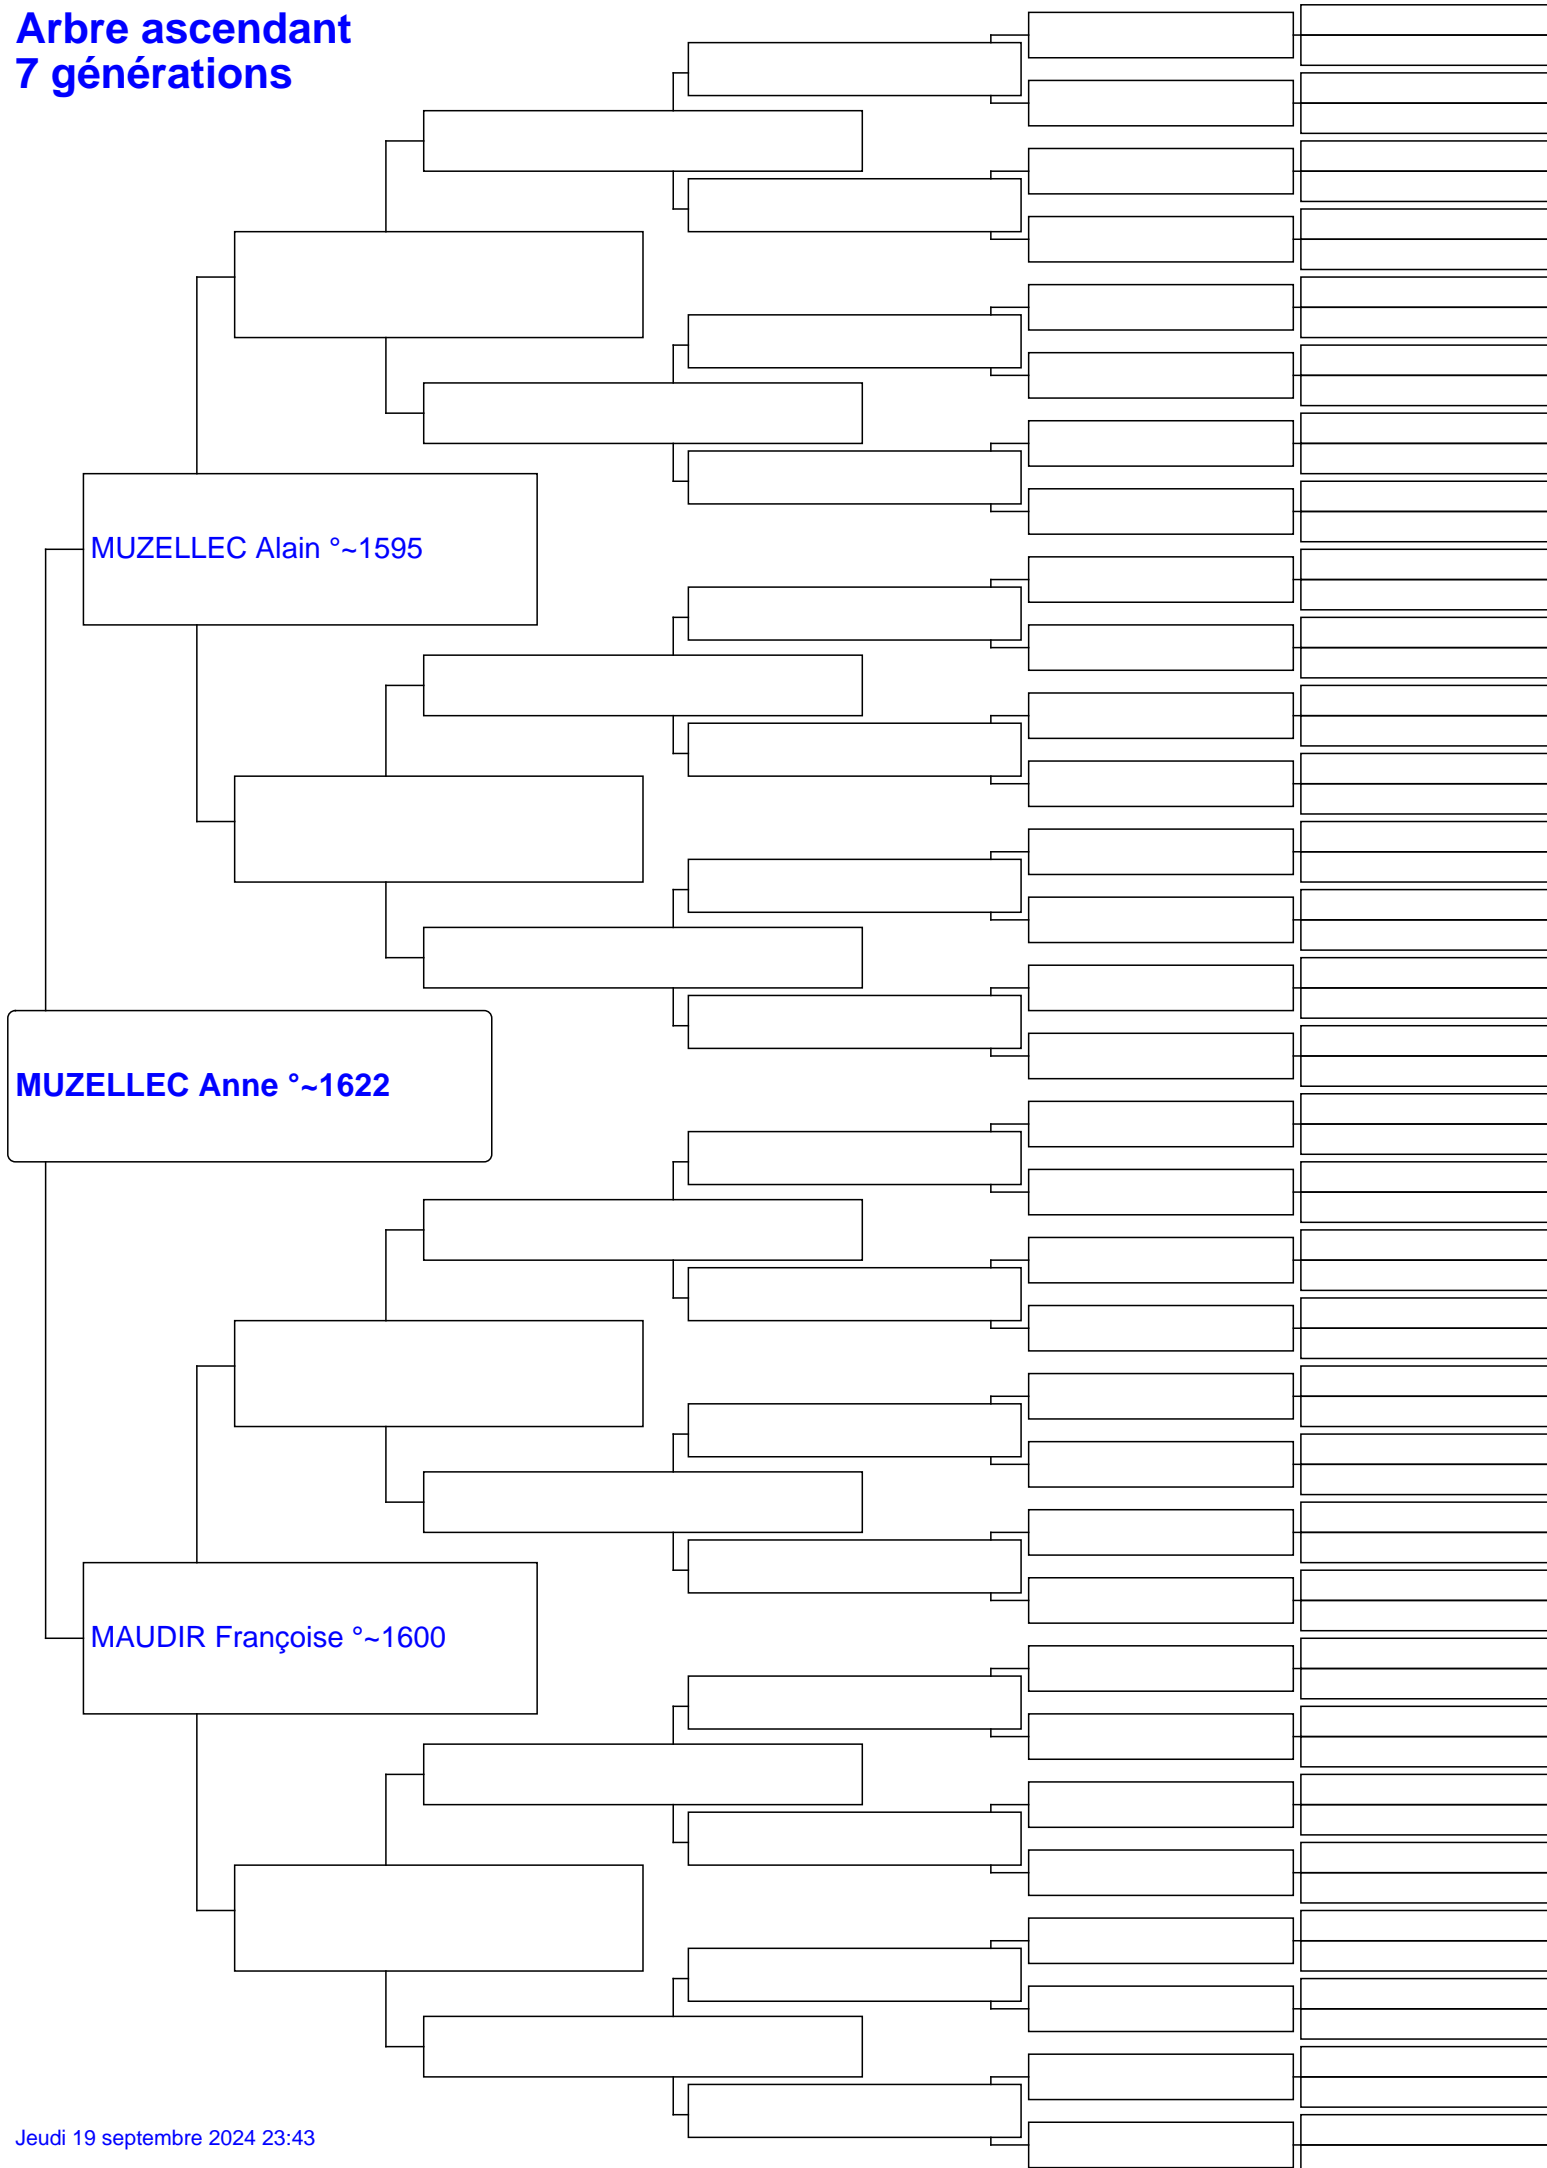 Arbre ascendant
7 générations
MUZELLEC Alain °~1595
MUZELLEC Anne °~1622
MAUDIR Françoise °~1600
Jeudi 19 septembre 2024 23:43